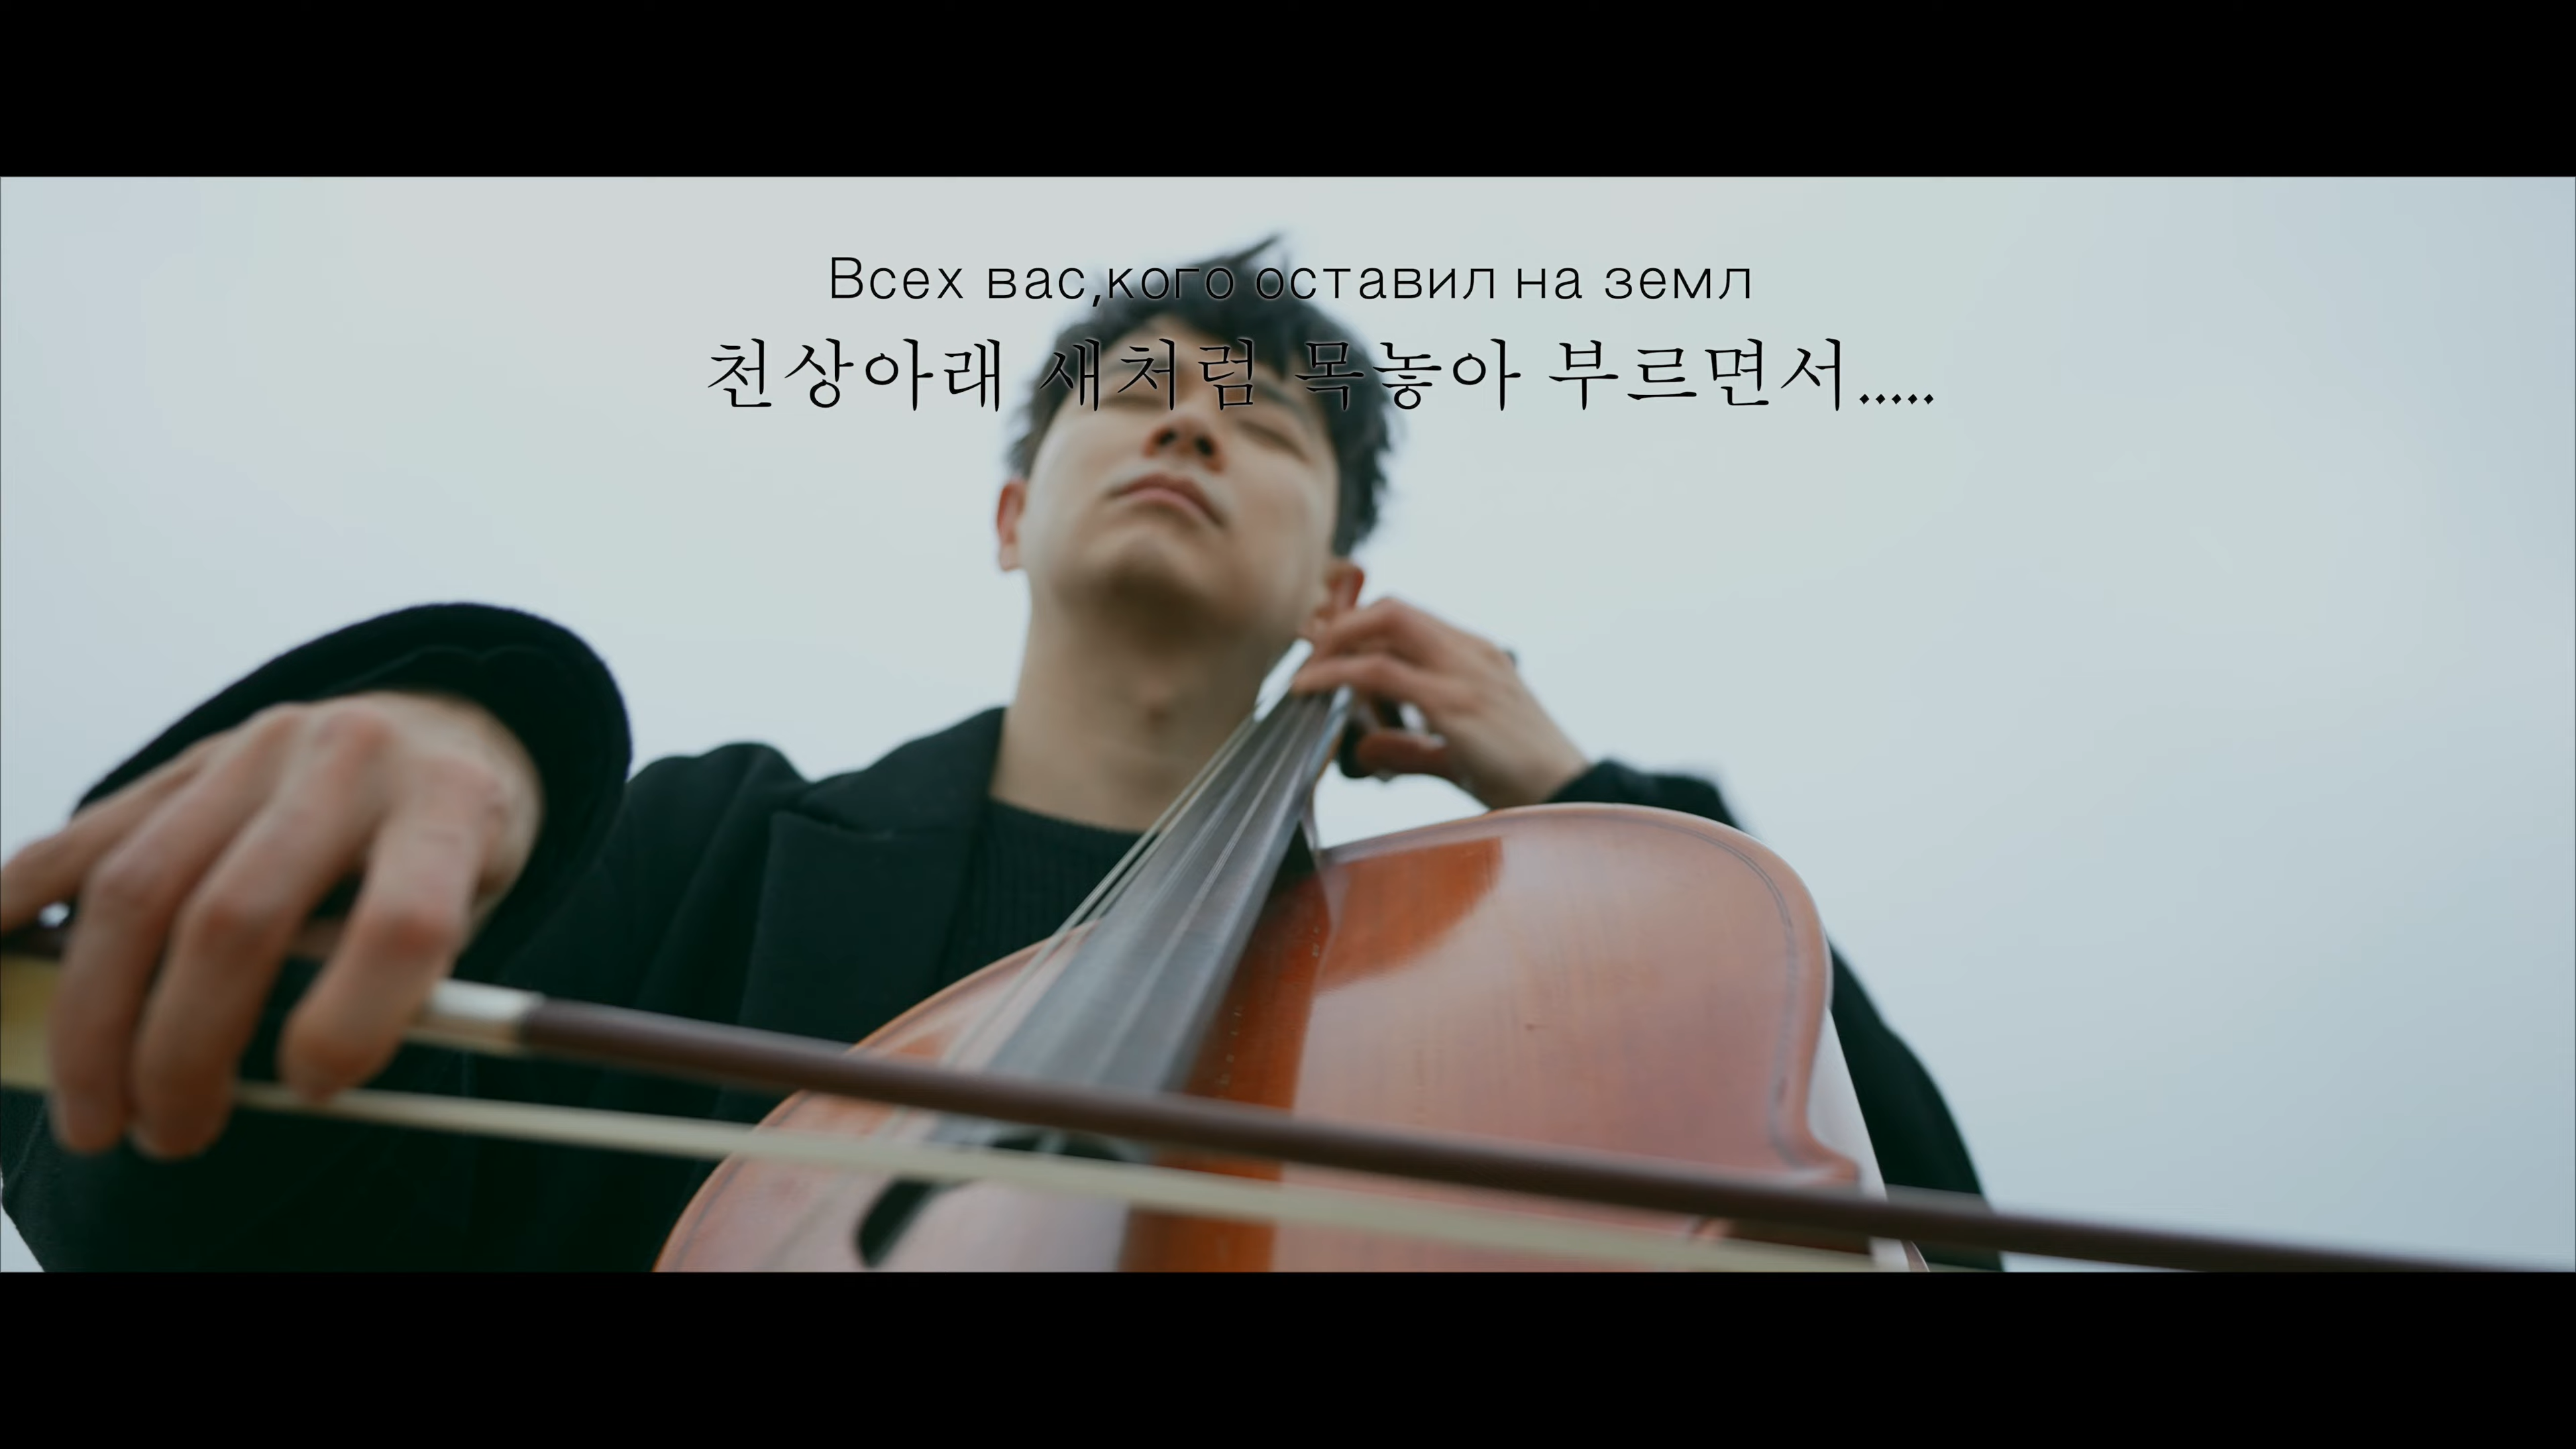 Всех вас,кого оставил на земл
천상아래 새처럼 목놓아 부르면서.....